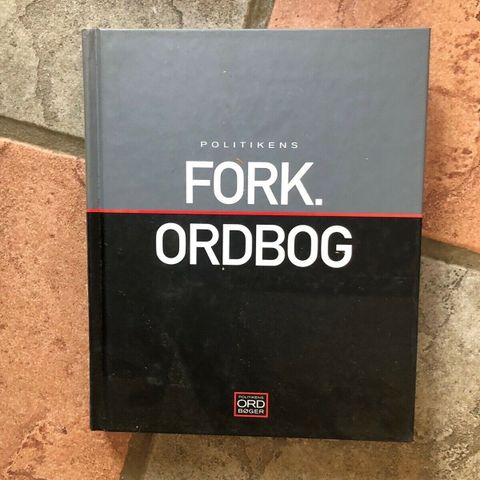 POLITIKENS
FORK.
ORDBOG
POLITIKENS
ORD
BØGER